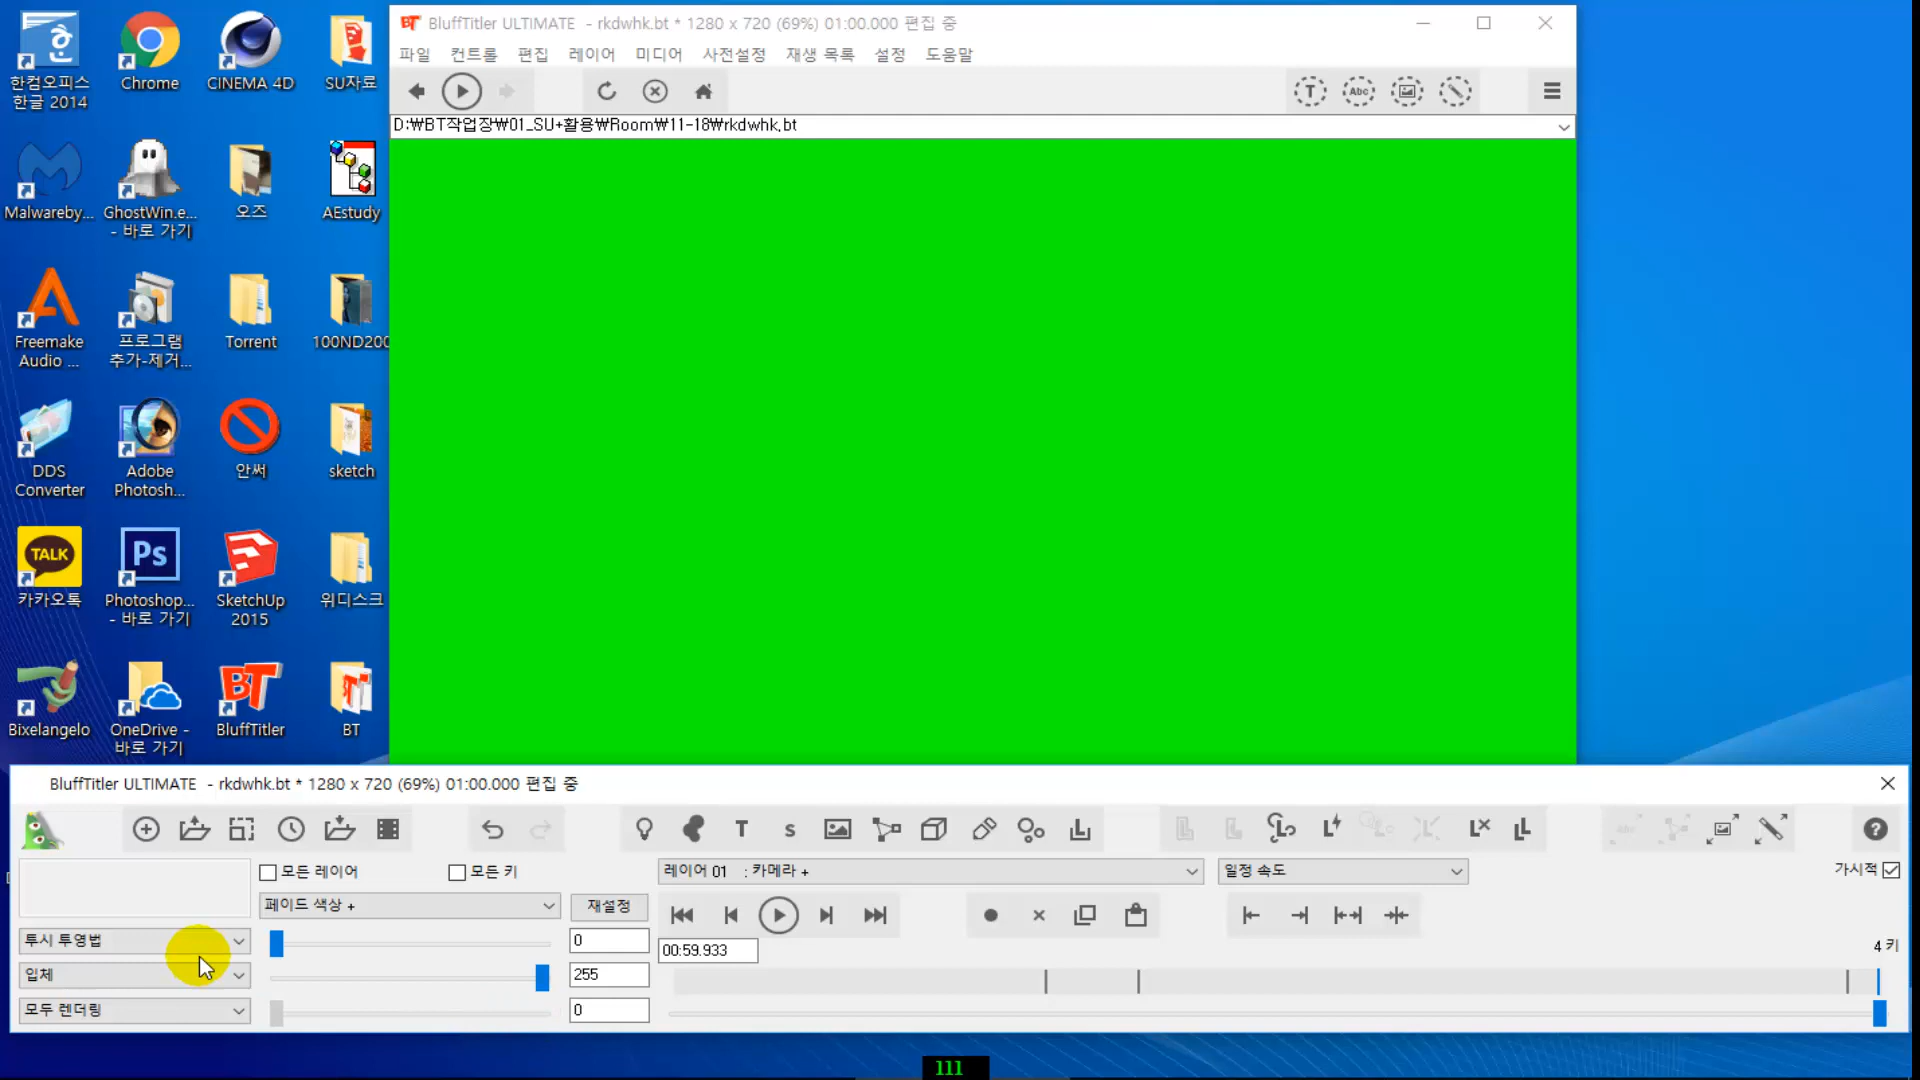 한컴오피스
한글 2014
Chrome
CINEMA 4D
SU자료
Malwareby...
GhostWin.e...
- 바로 가기
오즈
AEstudy
Freemake
Audio ...
프로그램
추가-제거...
Torrent
100ND200
DDS
Converter
Adobe
Photosh...
안써
sketch
TALK
카카오톡
Ps
Photoshop...
- 바로 가기
SketchUp
2015
위디스크
Bixelangelo
OneDrive -
바로 가기
BT
BluffTitler
BT
BT BluffTitler ULTIMATE - rkdwhk.bt * 1280 x 720 (69%) 01:00.000 편집 중
파일 컨트롤 편집 레이어 미디어 사전설정 재생 목록 설정 도움말
T Abc
D:₩BT작업장₩01_SU+활용₩Room₩11-18₩rkdwhk.bt
BluffTitler ULTIMATE - rkdwhk.bt * 1280 x 720 (69%) 01:00.000 편집 중
T S
모든 레이어 모든 키 레이어 01 : 카메라 + 일정 속도 가시적
페이드 색상 + 재설정
투시 투영법 0 00:59.933 4 키
입체 255
모두 렌더링 0
111